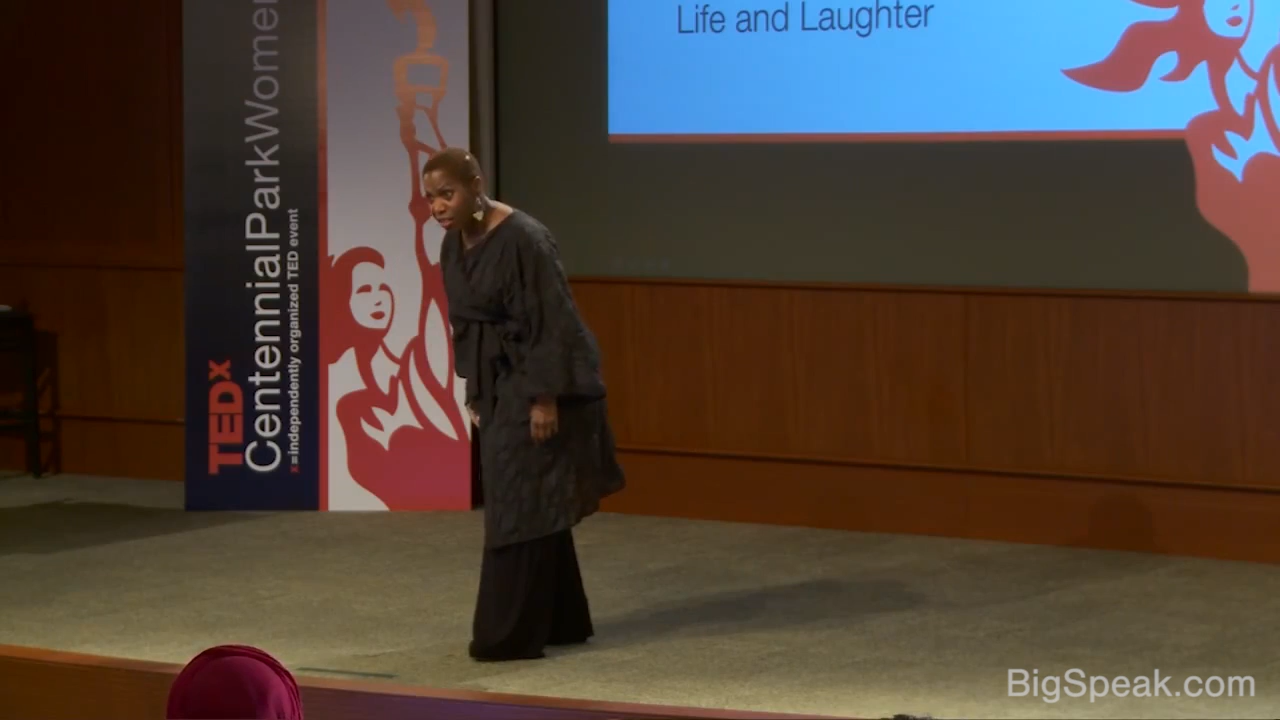 Life and Laughter
TEDx
CentennialParkWomen
x=independently organized TED event
BigSpeak.com